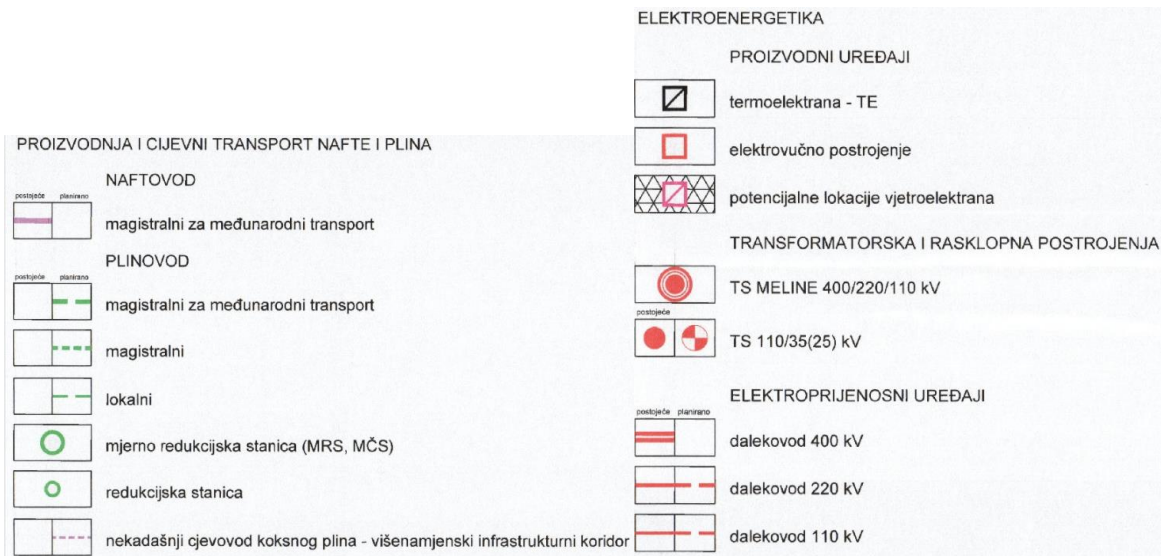 PROIZVODNJA I CIJEVNI TRANSPORT NAFTE I PLINA
NAFTOVOD
postojeće planirano
magistralni za međunarodni transport
PLINOVOD
postojeće planirano
magistralni za međunarodni transport
magistralni
lokalni
mjerno redukcijska stanica (MRS, MČS)
redukcijska stanica
nekadašnji cjevovod koksnog plina - višenamjenski infrastrukturni koridor
ELEKTROENERGETIKA
PROIZVODNI UREĐAJI
termoelektrana - TE
elektrovučno postrojenje
potencijalne lokacije vjetroelektrana
TRANSFORMATORSKA I RASKLOPNA POSTROJENJA
TS MELINE 400/220/110 kV
postojeće
TS 110/35(25) kV
ELEKTROPRIJENOSNI UREĐAJI
postojeće planirano
dalekovod 400 kV
dalekovod 220 kV
dalekovod 110 kV